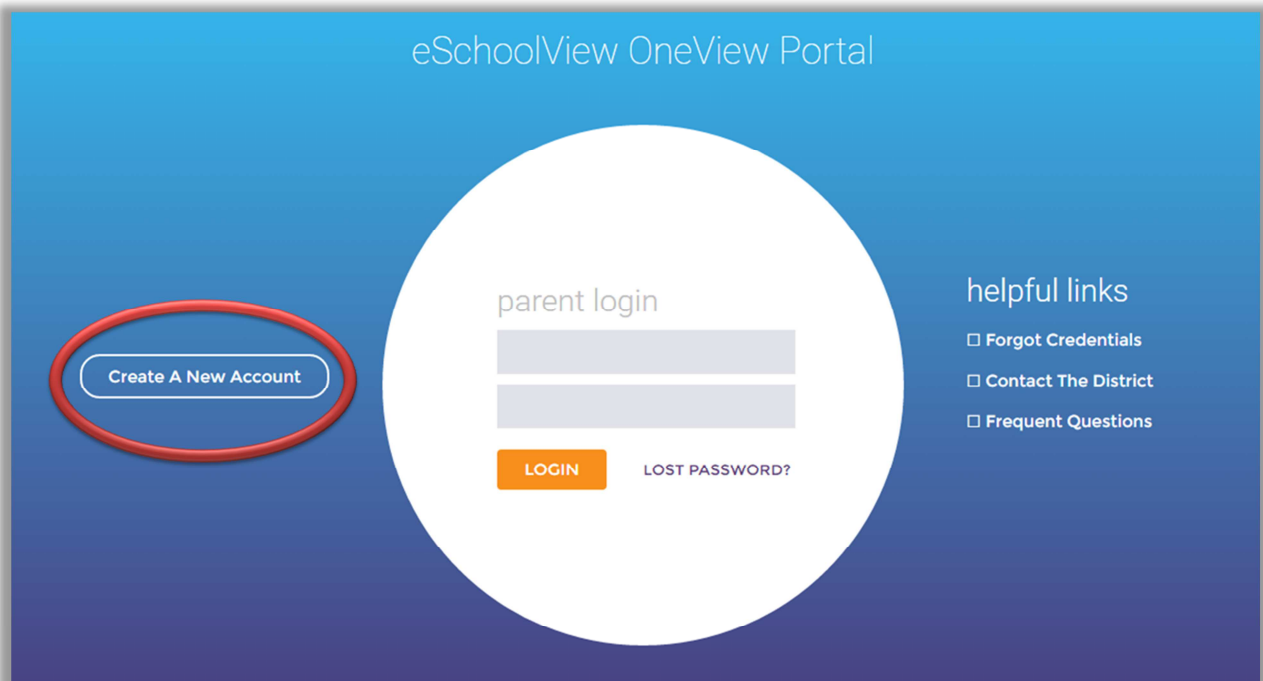 eSchoolView OneView Portal
Create A New Account
parent login
LOGIN
LOST PASSWORD?
helpful links
Forgot Credentials
Contact The District
Frequent Questions